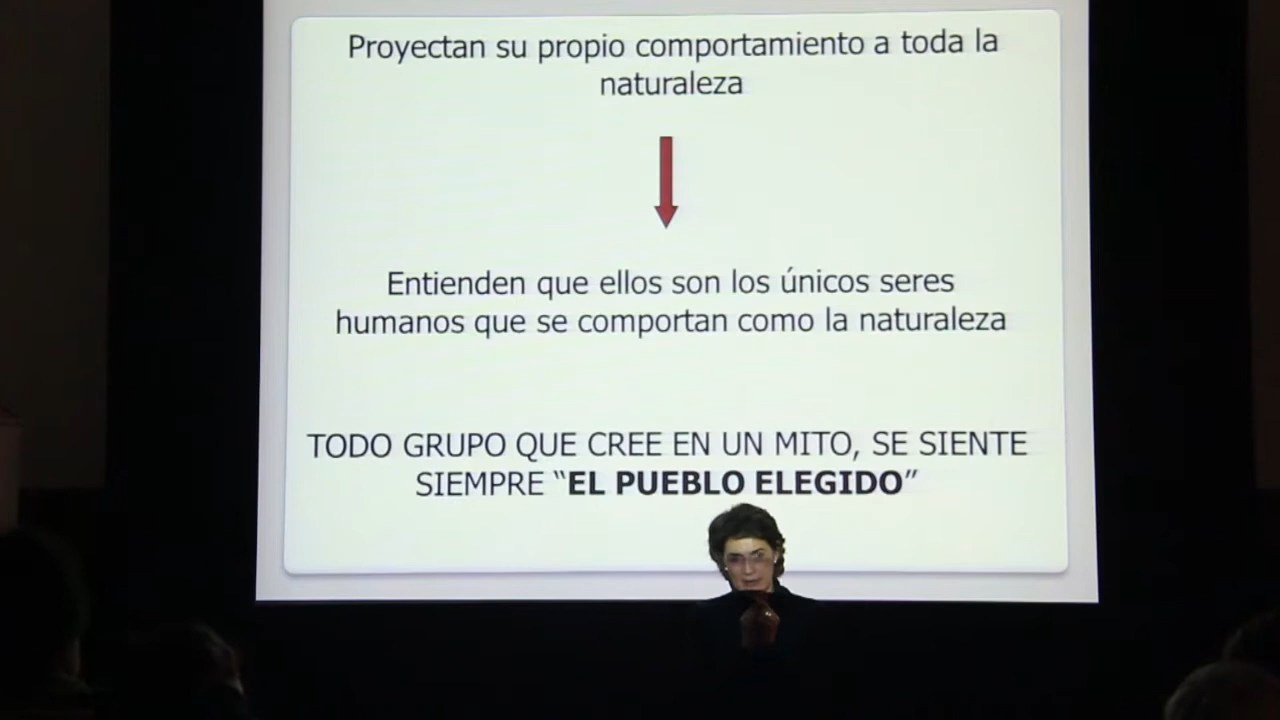 Proyectan su propio comportamiento a toda la
naturaleza
Entienden que ellos son los únicos seres
humanos que se comportan como la naturaleza
TODO GRUPO QUE CREE EN UN MITO, SE SIENTE
SIEMPRE “EL PUEBLO ELEGIDO”